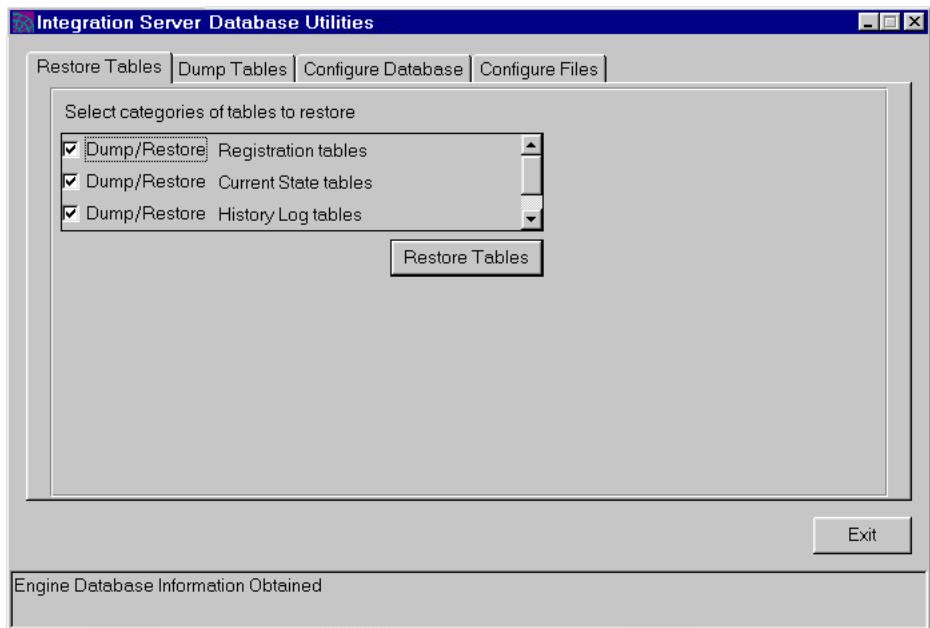 Integration Server Database Utilities
Restore Tables Dump Tables Configure Database Configure Files
Select categories of tables to restore
Dump/Restore Registration tables
Dump/Restore Current State tables
Dump/Restore History Log tables
Restore Tables
Exit
Engine Database Information Obtained